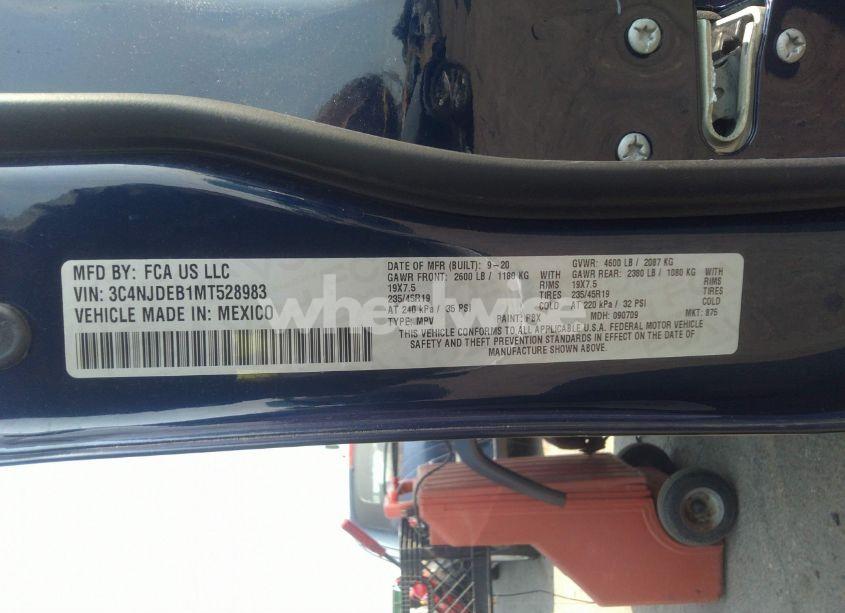 MFD BY: FCA US LLC
VIN: 3C4NJDEB1MT528983
VEHICLE MADE IN: MEXICO
DATE OF MFR (BUILT): 9-20 GVWR: 4600 LB / 2087 KG
GAWR FRONT: 2600 LB / 1180 KG GAWR REAR: 2380 LB / 1080 KG
19X7.5 RIMS 19X7.5 RIMS
235/45R19 TIRES 235/45R19 TIRES
AT 240 kPa / 35 PSI COLD AT 220 kPa / 32 PSI COLD
TYPE: MPV PAINT: PBX MDH: 090709 MKT: 875
THIS VEHICLE CONFORMS TO ALL APPLICABLE U.S.A. FEDERAL MOTOR VEHICLE
SAFETY AND THEFT PREVENTION STANDARDS IN EFFECT ON THE DATE OF
MANUFACTURE SHOWN ABOVE.
wheelwise